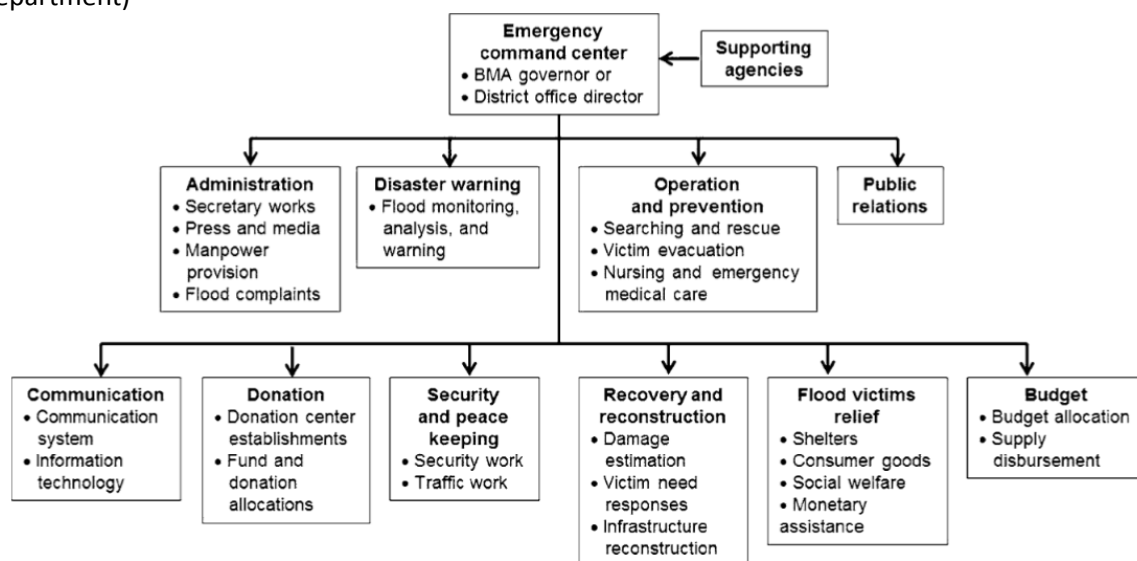 epartment)
Emergency
command center
• BMA governor or
• District office director
Supporting
agencies
Administration
• Secretary works
• Press and media
• Manpower
provision
• Flood complaints
Disaster warning
• Flood monitoring,
analysis, and
warning
Operation
and prevention
• Searching and rescue
• Victim evacuation
• Nursing and emergency
medical care
Public
relations
Communication
• Communication
system
• Information
technology
Donation
• Donation center
establishments
• Fund and
donation
allocations
Security
and peace
keeping
• Security work
• Traffic work
Recovery and
reconstruction
• Damage
estimation
• Victim need
responses
• Infrastructure
reconstruction
Flood victims
relief
• Shelters
• Consumer goods
• Social welfare
• Monetary
assistance
Budget
• Budget allocation
• Supply
disbursement